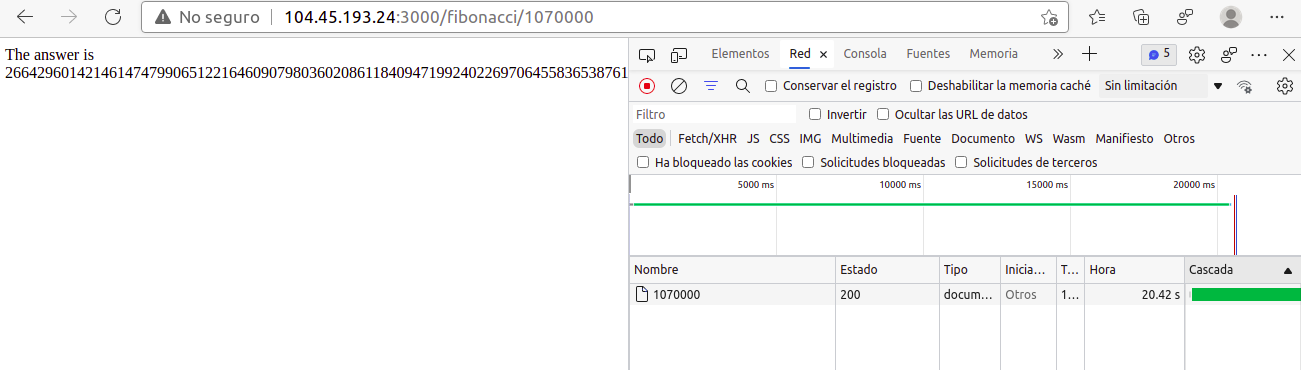 No seguro 104.45.193.24:3000/fibonacci/1070000
The answer is
266429601421461474799065122164609079803602086118409471992402269706455836538761
Elementos Red Consola Fuentes Memoria 5
Conservar el registro Deshabilitar la memoria caché Sin limitación
Filtro Invertir Ocultar las URL de datos
Todo Fetch/XHR JS CSS IMG Multimedia Fuente Documento WS Wasm Manifiesto Otros
Ha bloqueado las cookies Solicitudes bloqueadas Solicitudes de terceros
5000 ms 10000 ms 15000 ms 20000 ms
Nombre Estado Tipo Inicia... T... Hora Cascada
1070000 200 docum... Otros 1... 20.42 s